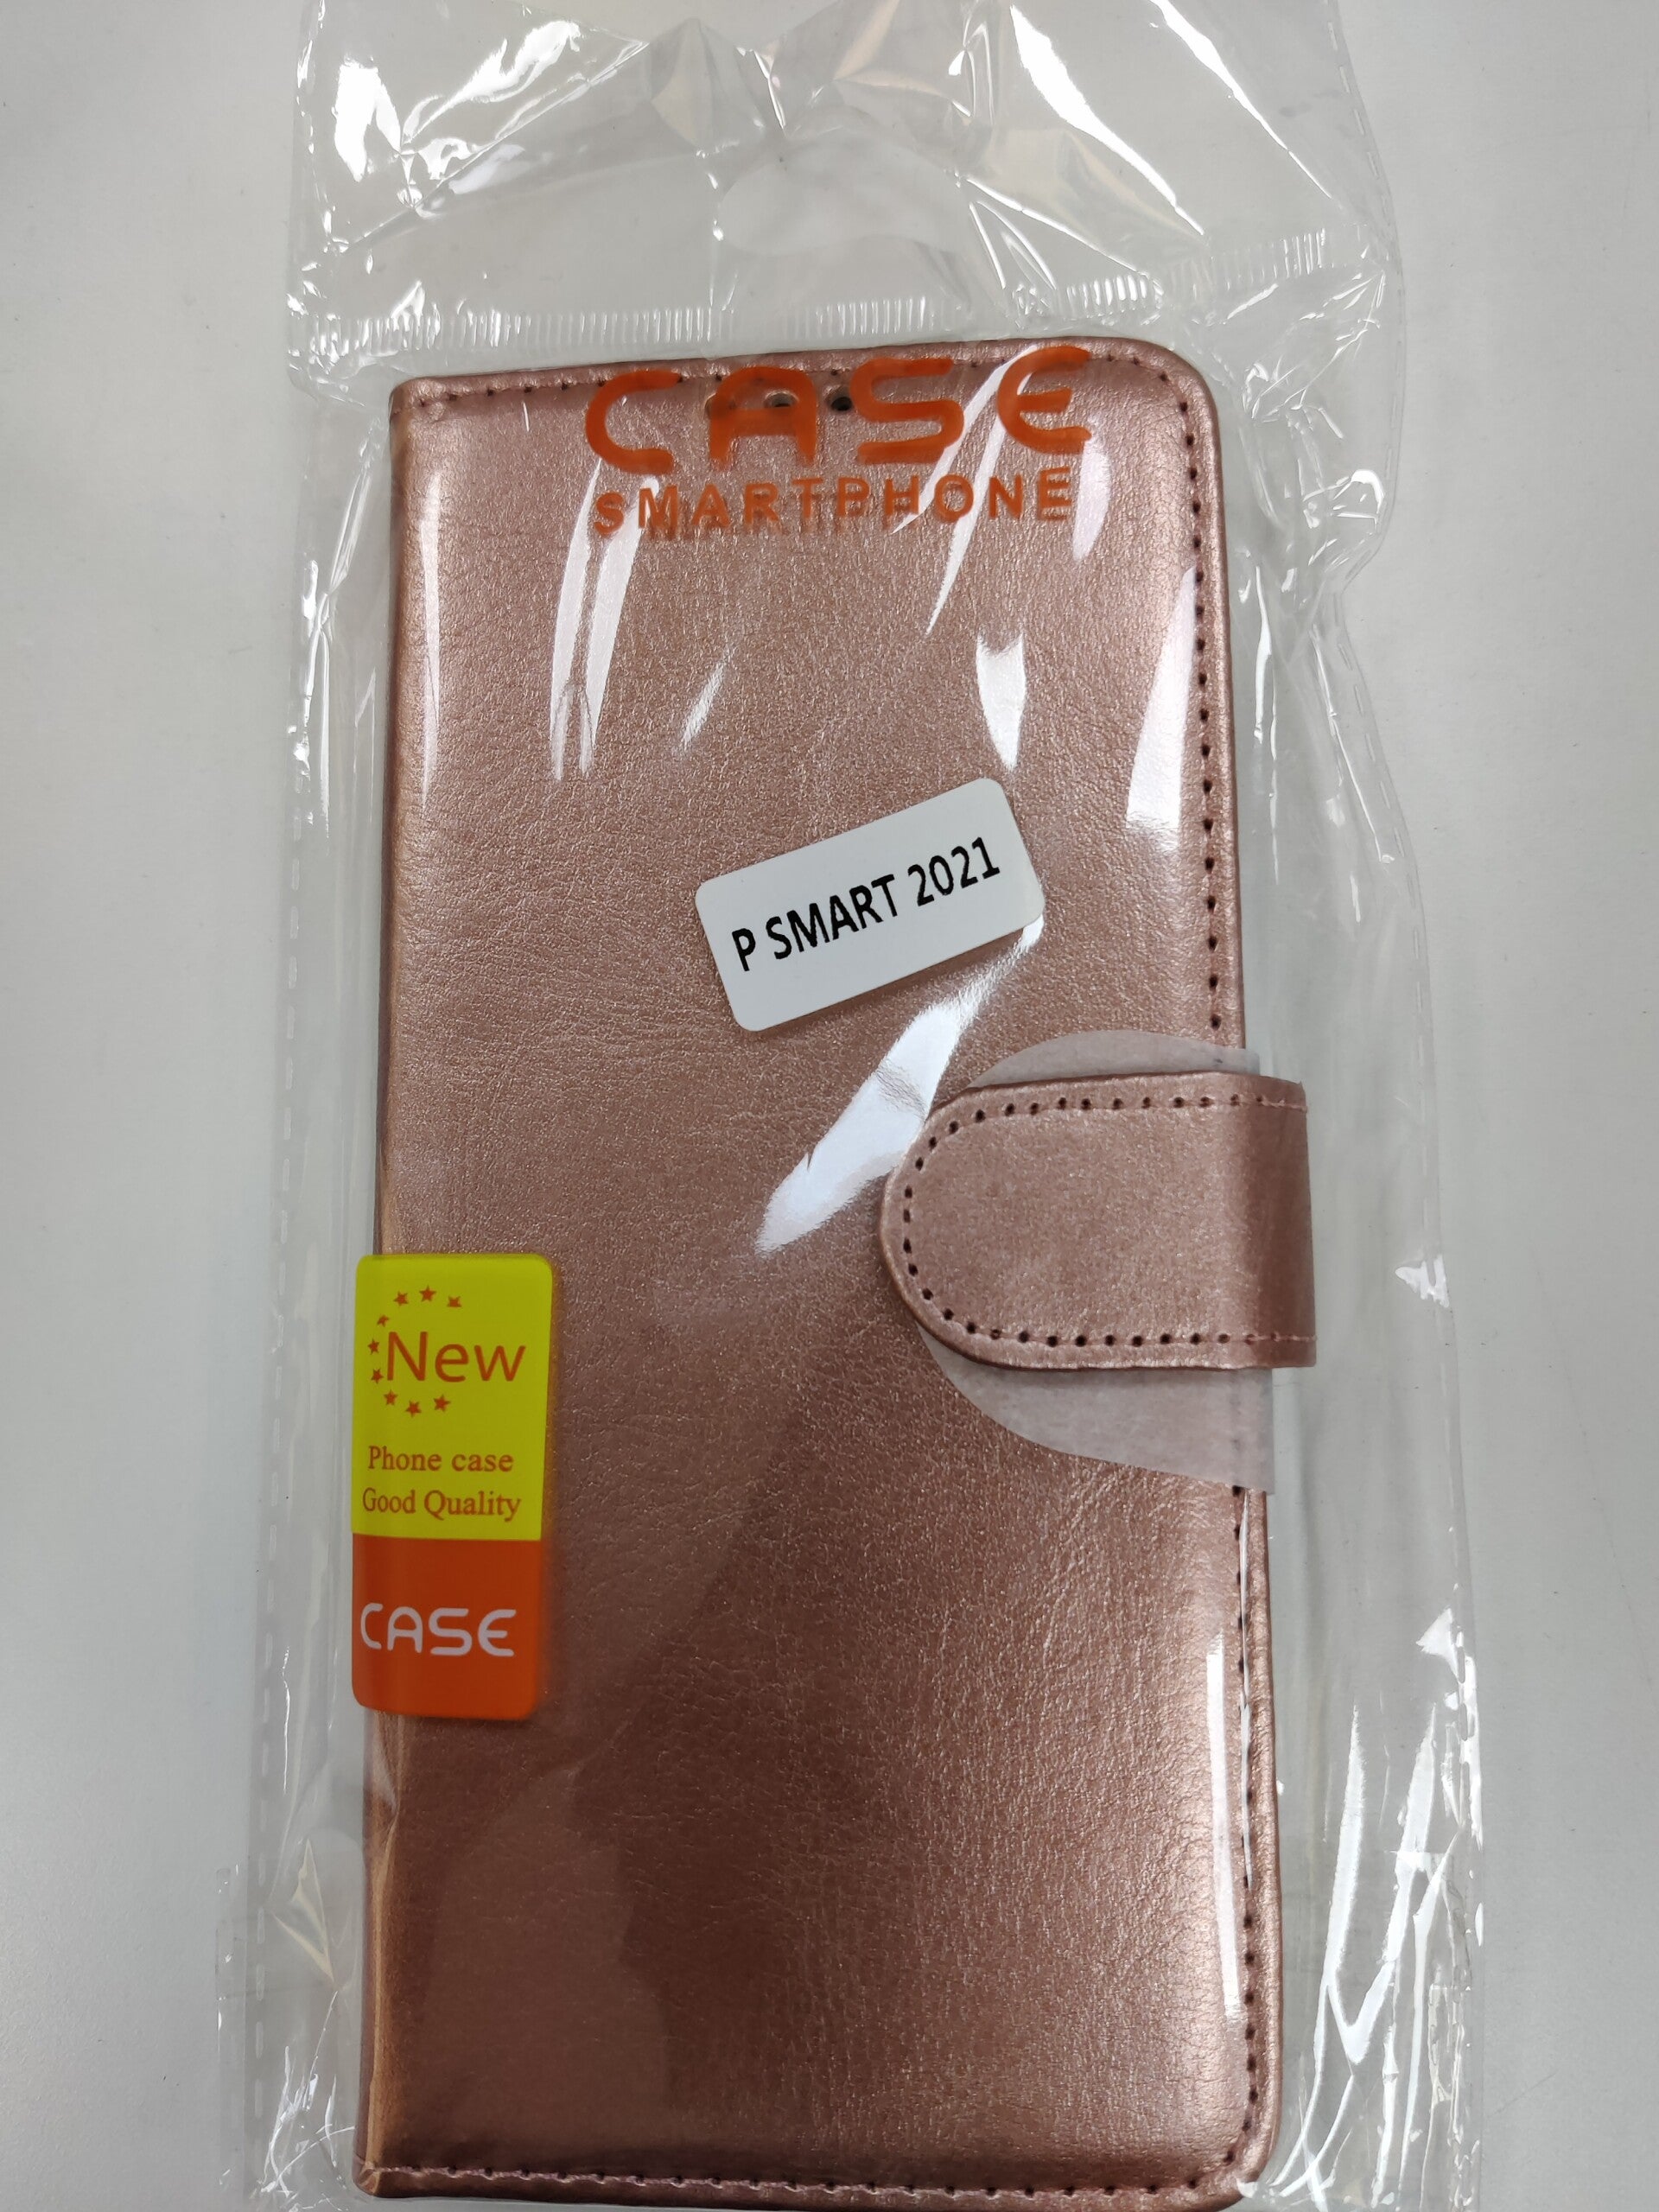 CASE
SMARTPHONE
P SMART 2021
New
Phone case
Good Quality
CASE